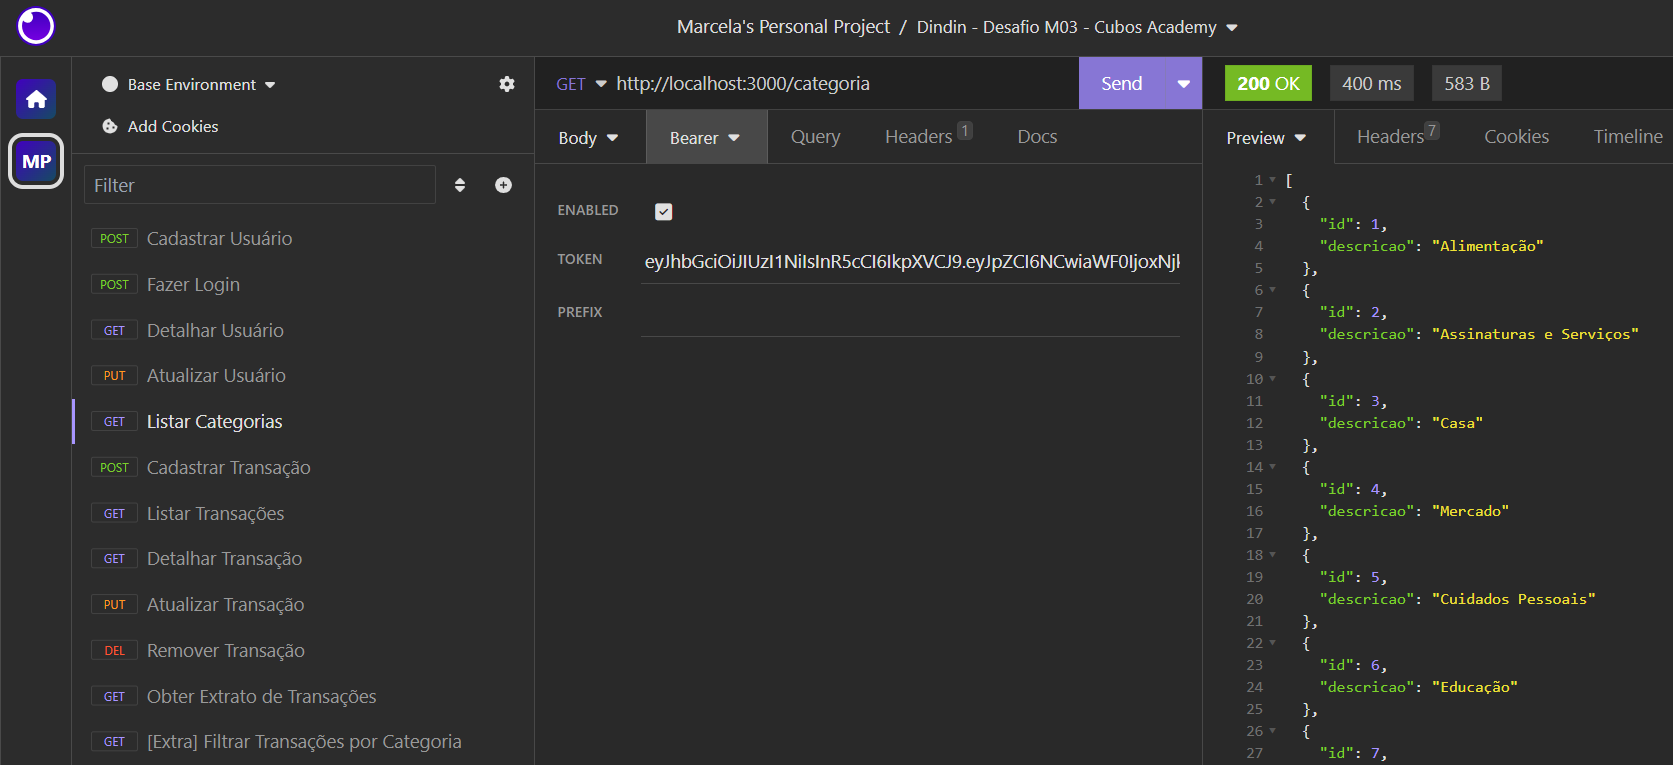 Marcela's Personal Project / Dindin - Desafio M03 - Cubos Academy
MP
Base Environment
Add Cookies
Filter
POST Cadastrar Usuário
POST Fazer Login
GET Detalhar Usuário
PUT Atualizar Usuário
GET Listar Categorias
POST Cadastrar Transação
GET Listar Transações
GET Detalhar Transação
PUT Atualizar Transação
DEL Remover Transação
GET Obter Extrato de Transações
GET [Extra] Filtrar Transações por Categoria
GET http://localhost:3000/categoria Send
Body Bearer Query Headers 1 Docs
ENABLED
TOKEN eyJhbGciOiJIUzI1NiIsInR5cCI6IkpXVCJ9.eyJpZCI6NCwiaWF0IjoxNjk
PREFIX
200 OK 400 ms 583 B
Preview Headers 7 Cookies Timeline
1 [
2 {
3 "id": 1,
4 "descricao": "Alimentação"
5 },
6 {
7 "id": 2,
8 "descricao": "Assinaturas e Serviços"
9 },
10 {
11 "id": 3,
12 "descricao": "Casa"
13 },
14 {
15 "id": 4,
16 "descricao": "Mercado"
17 },
18 {
19 "id": 5,
20 "descricao": "Cuidados Pessoais"
21 },
22 {
23 "id": 6,
24 "descricao": "Educação"
25 },
26 {
27 "id": 7,